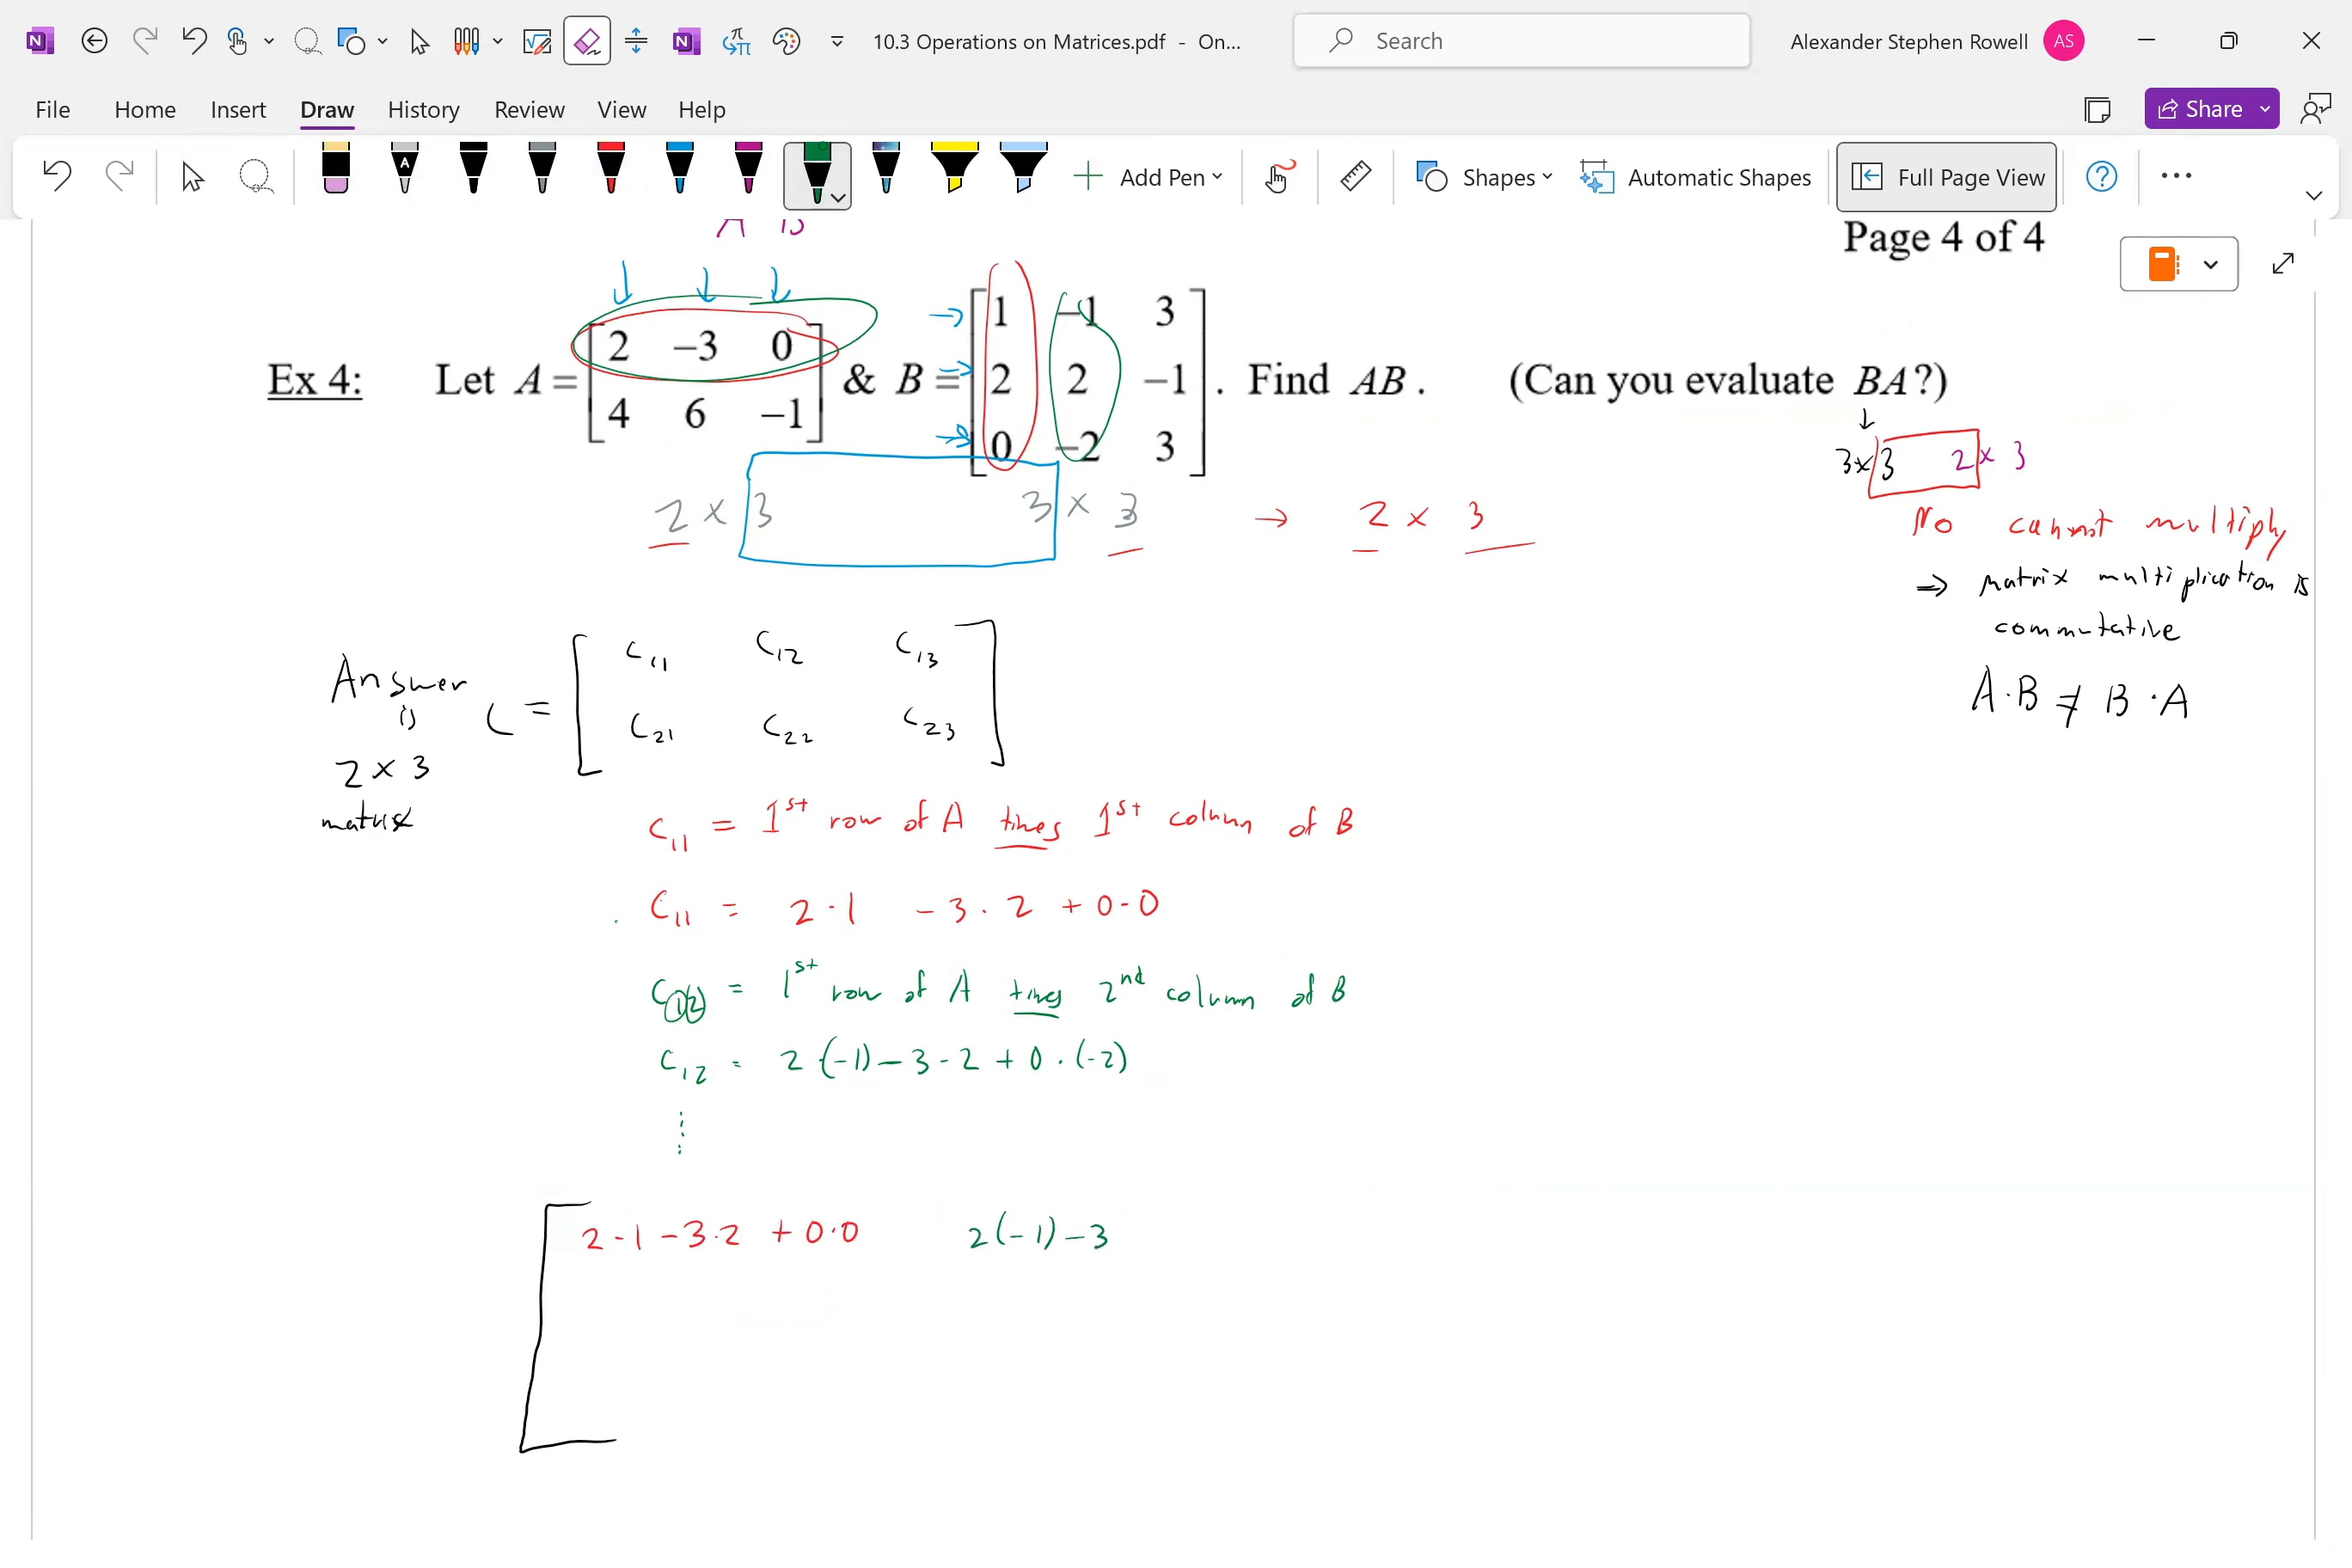 10.3 Operations on Matrices.pdf - On...
Search
Alexander Stephen Rowell
AS
File Home Insert Draw History Review View Help
Share
A
Add Pen
Shapes
Automatic Shapes
Full Page View
A B
Page 4 of 4
Ex 4: Let A = [2 −3 0; 4 6 −1] & B = [1 −1 3; 2 2 −1; 0 −2 3]. Find AB. (Can you evaluate BA?)
↓
3×3 2×3
2 × 3 3 × 3 → 2 × 3
No cannot multiply
⇒ matrix multiplication is
commutative
A·B ≠ B·A
Answer
is
2 × 3
matrix
C = [C11 C12 C13; C21 C22 C23]
C11 = 1st row of A times 1st column of B
C11 = 2·1 −3·2 + 0·0
C12 = 1st row of A times 2nd column of B
C12 = 2(−1)−3·2 + 0·(−2)
⋮
[ 2·1 −3·2 + 0·0 2(−1)−3